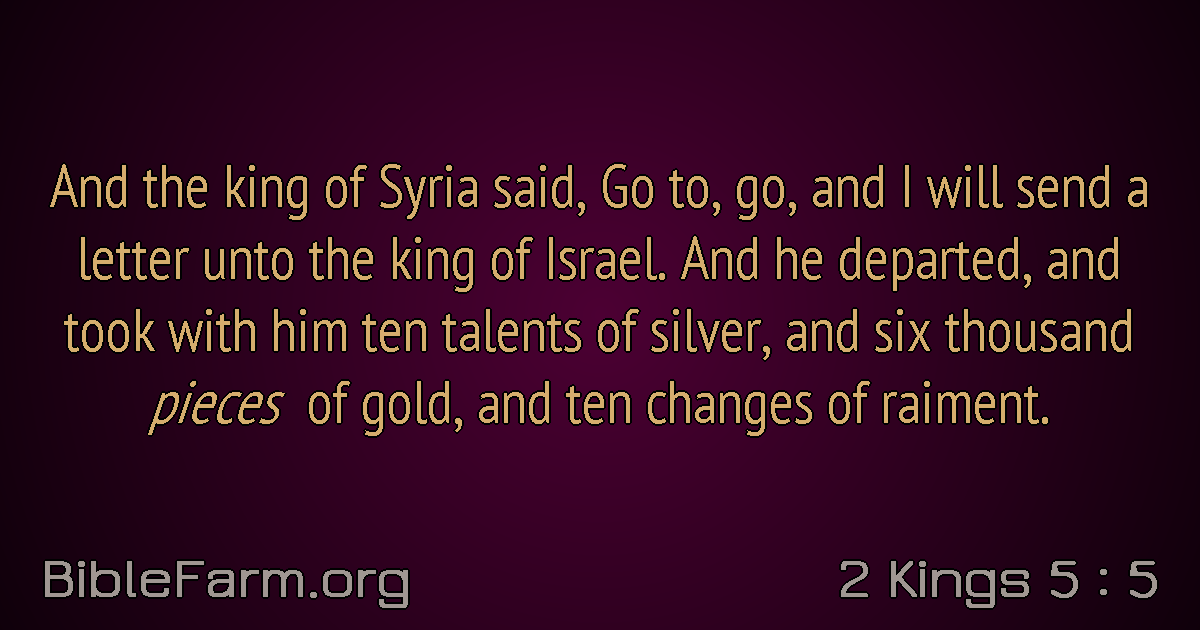 And the king of Syria said, Go to, go, and I will send a
letter unto the king of Israel. And he departed, and
took with him ten talents of silver, and six thousand
pieces of gold, and ten changes of raiment.
BibleFarm.org
2 Kings 5 : 5